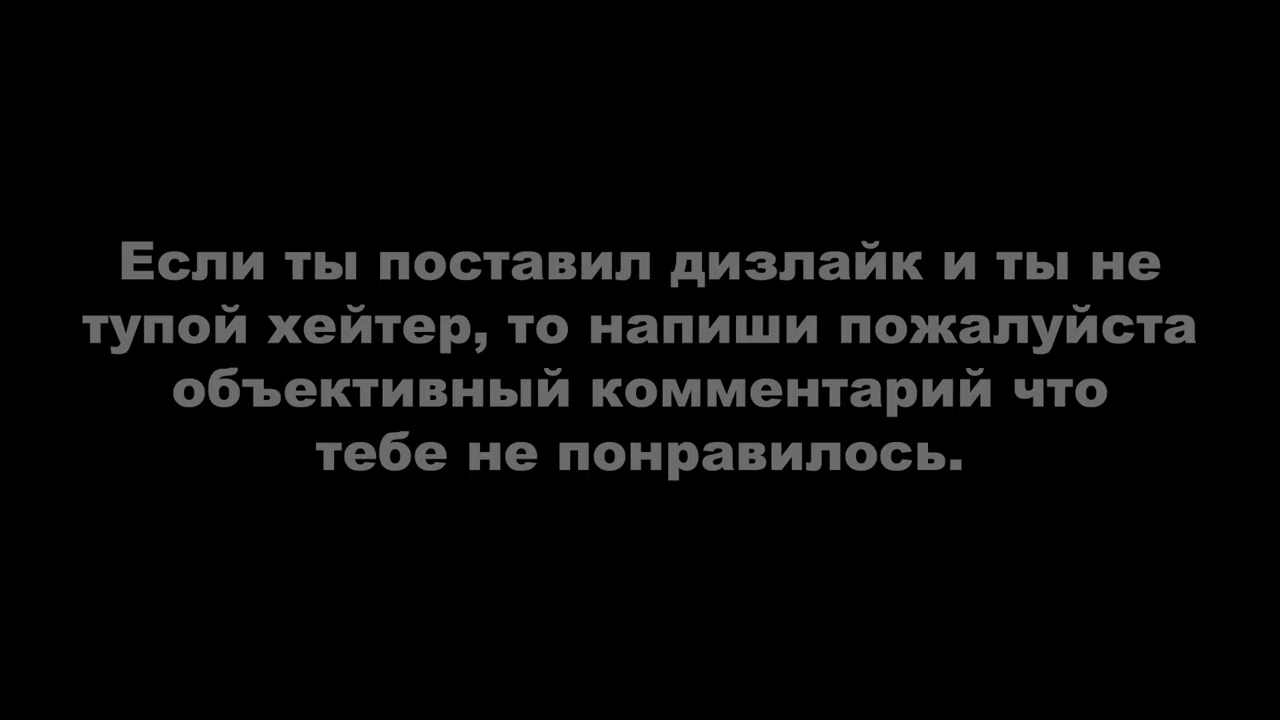 Если ты поставил дизлайк и ты не
тупой хейтер, то напиши пожалуйста
объективный комментарий что
тебе не понравилось.